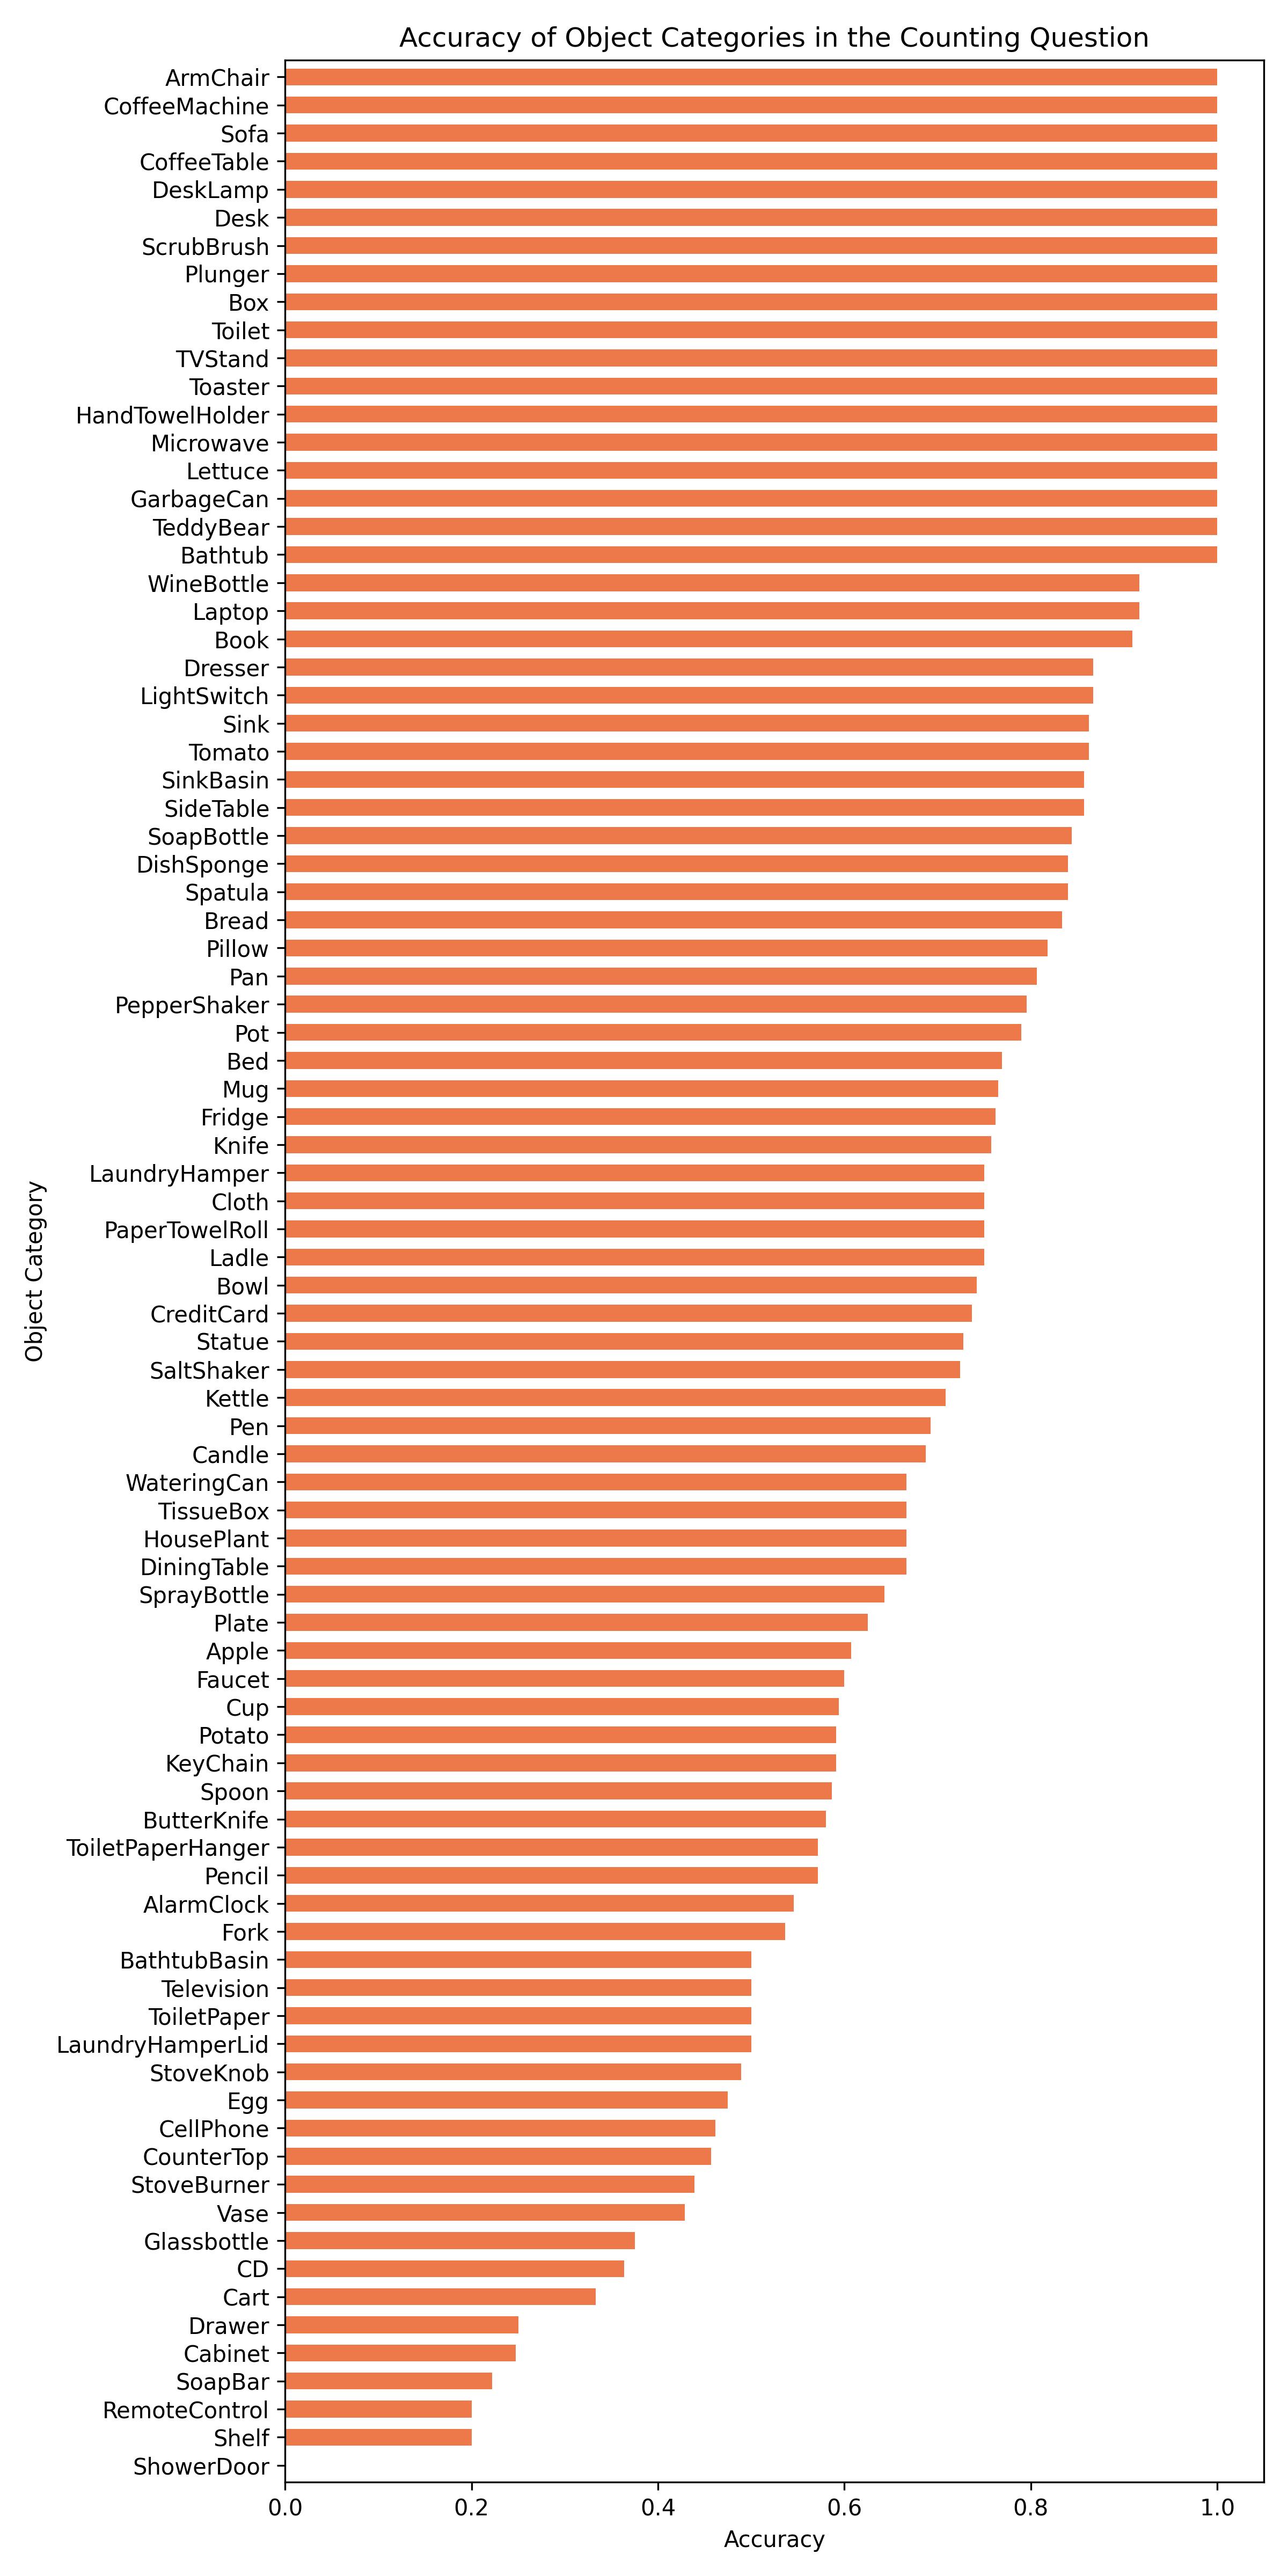 Accuracy of Object Categories in the Counting Question
Object Category
ArmChair
CoffeeMachine
Sofa
CoffeeTable
DeskLamp
Desk
ScrubBrush
Plunger
Box
Toilet
TVStand
Toaster
HandTowelHolder
Microwave
Lettuce
GarbageCan
TeddyBear
Bathtub
WineBottle
Laptop
Book
Dresser
LightSwitch
Sink
Tomato
SinkBasin
SideTable
SoapBottle
DishSponge
Spatula
Bread
Pillow
Pan
PepperShaker
Pot
Bed
Mug
Fridge
Knife
LaundryHamper
Cloth
PaperTowelRoll
Ladle
Bowl
CreditCard
Statue
SaltShaker
Kettle
Pen
Candle
WateringCan
TissueBox
HousePlant
DiningTable
SprayBottle
Plate
Apple
Faucet
Cup
Potato
KeyChain
Spoon
ButterKnife
ToiletPaperHanger
Pencil
AlarmClock
Fork
BathtubBasin
Television
ToiletPaper
LaundryHamperLid
StoveKnob
Egg
CellPhone
CounterTop
StoveBurner
Vase
Glassbottle
CD
Cart
Drawer
Cabinet
SoapBar
RemoteControl
Shelf
ShowerDoor
0.0 0.2 0.4 0.6 0.8 1.0
Accuracy